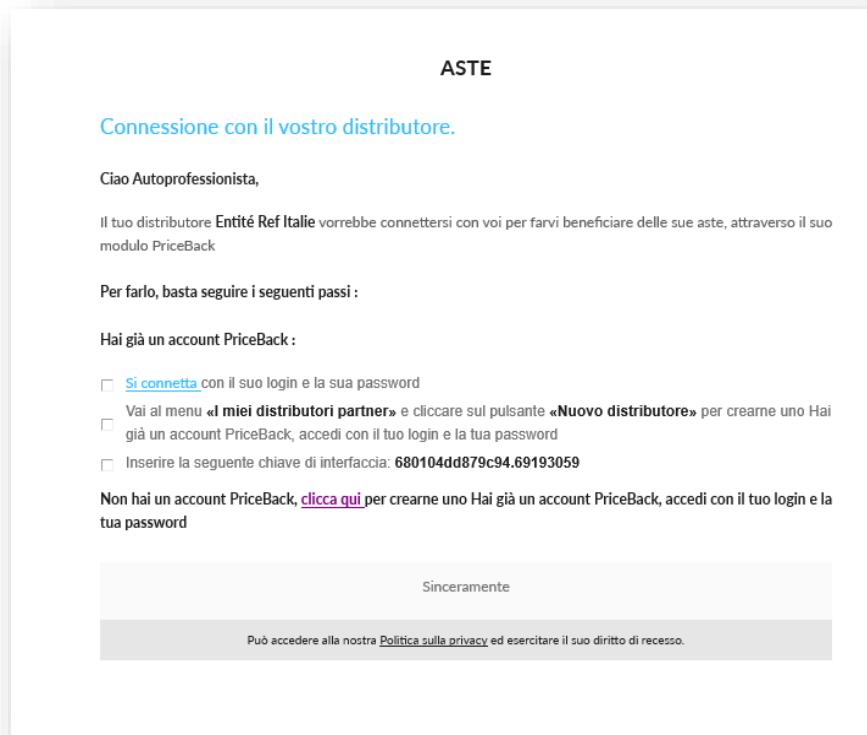 ASTE
Connessione con il vostro distributore.
Ciao Autoprofessionista,
Il tuo distributore Entité Ref Italie vorrebbe connettersi con voi per farvi beneficiare delle sue aste, attraverso il suo
modulo PriceBack
Per farlo, basta seguire i seguenti passi :
Hai già un account PriceBack :
Si connetta con il suo login e la sua password
Vai al menu «I miei distributori partner» e cliccare sul pulsante «Nuovo distributore» per crearne uno Hai
già un account PriceBack, accedi con il tuo login e la tua password
Inserire la seguente chiave di interfaccia: 680104dd879c94.69193059
Non hai un account PriceBack, clicca qui per crearne uno Hai già un account PriceBack, accedi con il tuo login e la
tua password
Sinceramente
Può accedere alla nostra Politica sulla privacy ed esercitare il suo diritto di recesso.